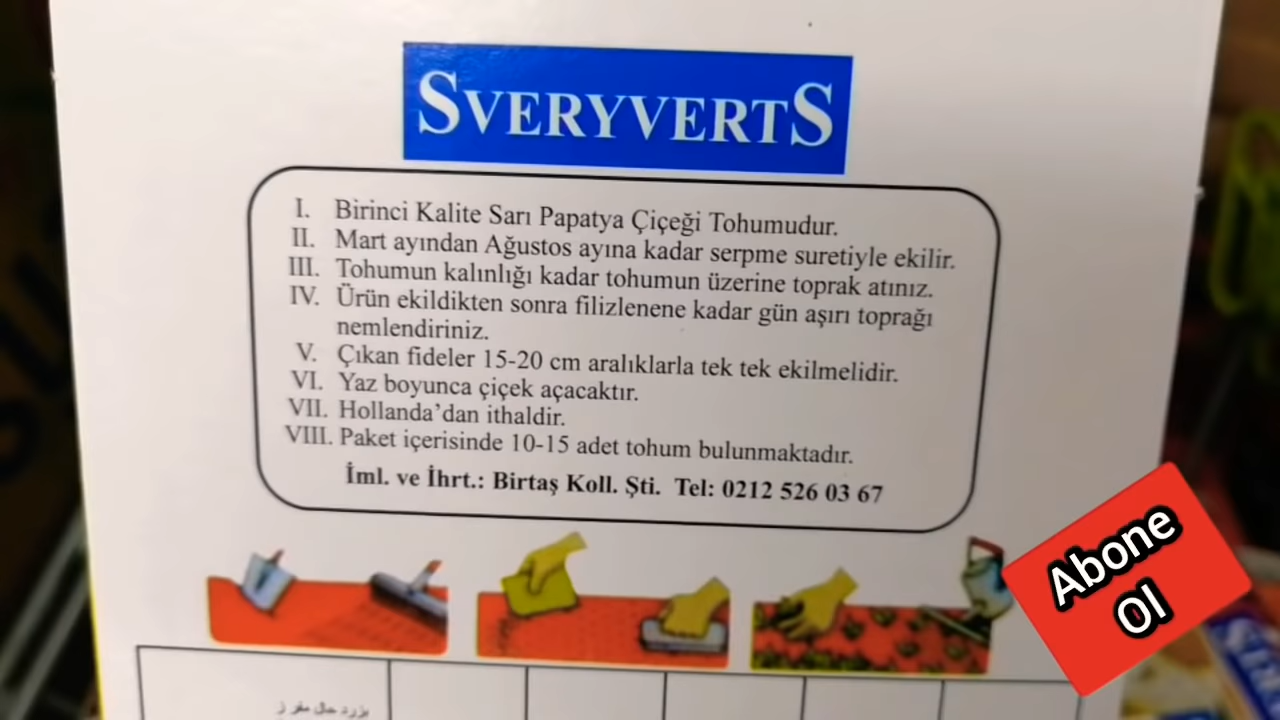 SVERYVERTS
I. Birinci Kalite Sarı Papatya Çiçeği Tohumudur.
II. Mart ayından Ağustos ayına kadar serpme suretiyle ekilir.
III. Tohumun kalınlığı kadar tohumun üzerine toprak atınız.
IV. Ürün ekildikten sonra filizlenene kadar gün aşırı toprağı
nemlendiriniz.
V. Çıkan fideler 15-20 cm aralıklarla tek tek ekilmelidir.
VI. Yaz boyunca çiçek açacaktır.
VII. Hollanda'dan ithaldir.
VIII. Paket içerisinde 10-15 adet tohum bulunmaktadır.
İml. ve İhrt.: Birtaş Koll. Şti. Tel: 0212 526 03 67
Abone
Ol